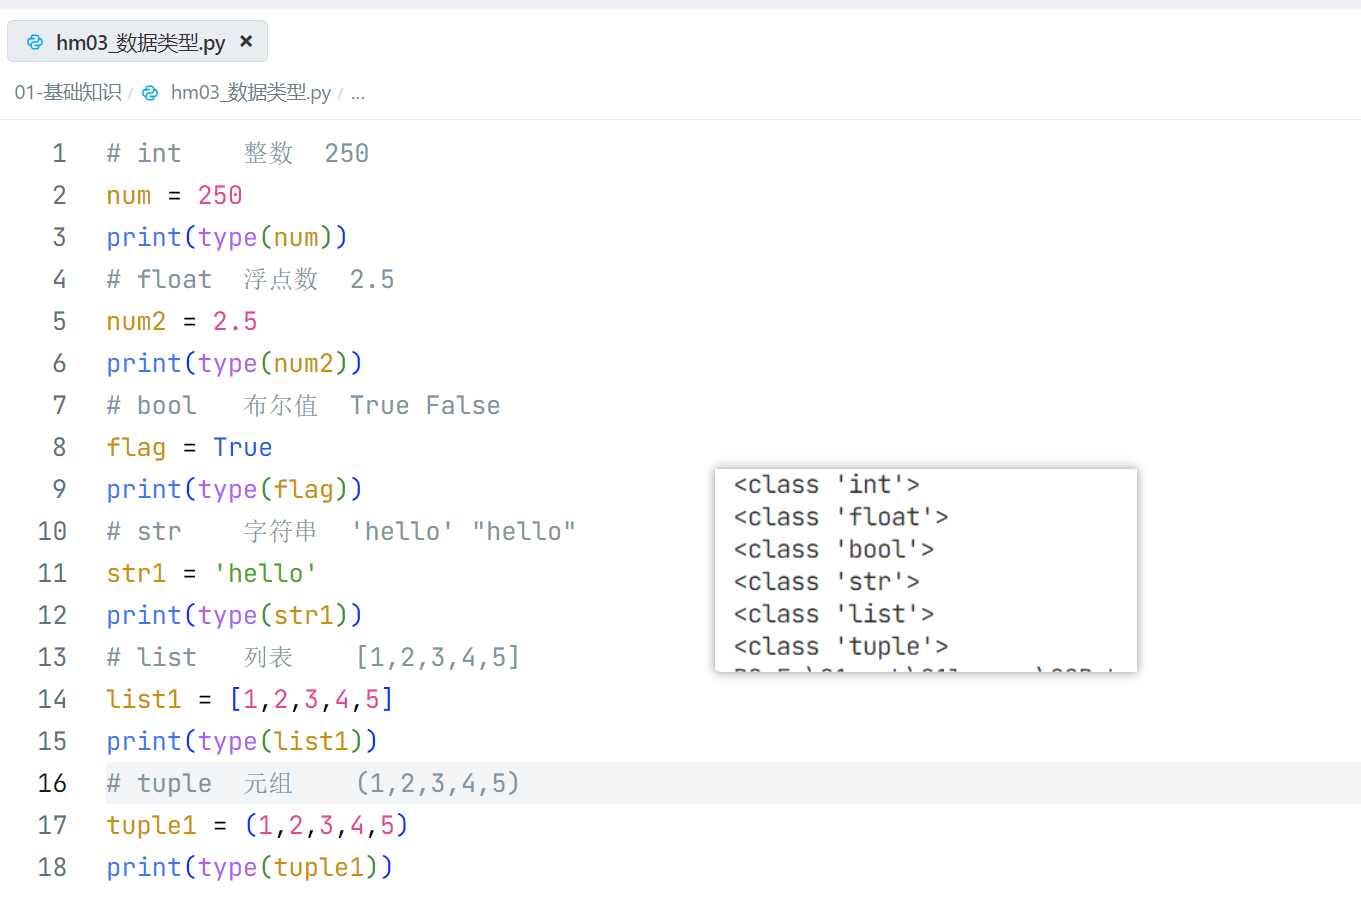 hm03_数据类型.py ×
01-基础知识 / hm03_数据类型.py / ...
1 # int    整数  250
2 num = 250
3 print(type(num))
4 # float  浮点数  2.5
5 num2 = 2.5
6 print(type(num2))
7 # bool   布尔值  True False
8 flag = True
9 print(type(flag))
10 # str    字符串  'hello' "hello"
11 str1 = 'hello'
12 print(type(str1))
13 # list   列表    [1,2,3,4,5]
14 list1 = [1,2,3,4,5]
15 print(type(list1))
16 # tuple  元组    (1,2,3,4,5)
17 tuple1 = (1,2,3,4,5)
18 print(type(tuple1))
<class 'int'>
<class 'float'>
<class 'bool'>
<class 'str'>
<class 'list'>
<class 'tuple'>